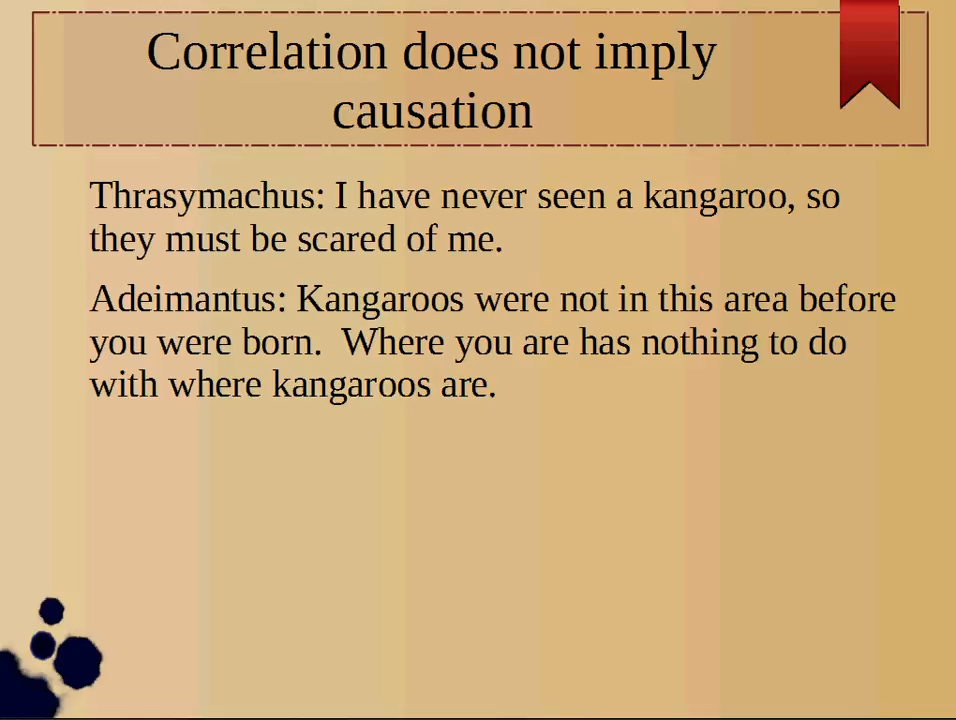 Correlation does not imply
causation
Thrasymachus: I have never seen a kangaroo, so
they must be scared of me.
Adeimantus: Kangaroos were not in this area before
you were born.  Where you are has nothing to do
with where kangaroos are.